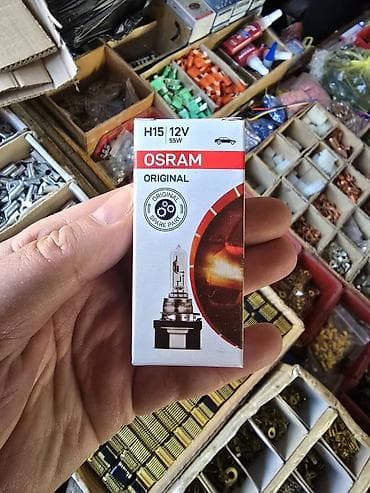 H15 12V
55W
OSRAM
ORIGINAL
ORIGINAL
SPARE PART